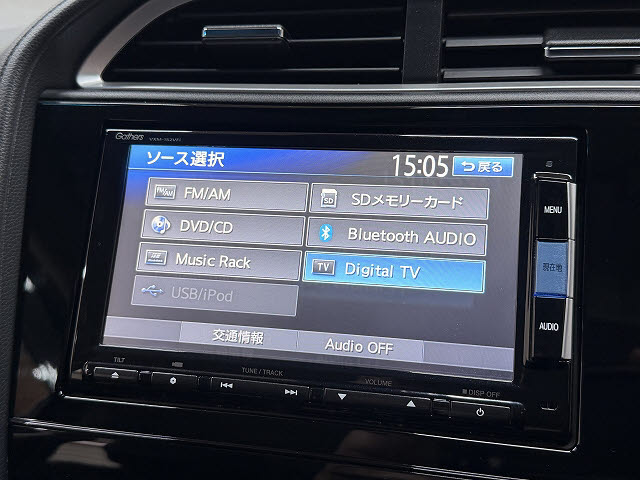 Gathers
ソース選択
15:05
戻る
FM/AM
SDメモリーカード
SD
DVD/CD
Bluetooth AUDIO
Music Rack
TV Digital TV
USB/iPod
交通情報
Audio OFF
MENU
現在地
AUDIO
TILT
TUNE / TRACK
VOLUME
DISP OFF